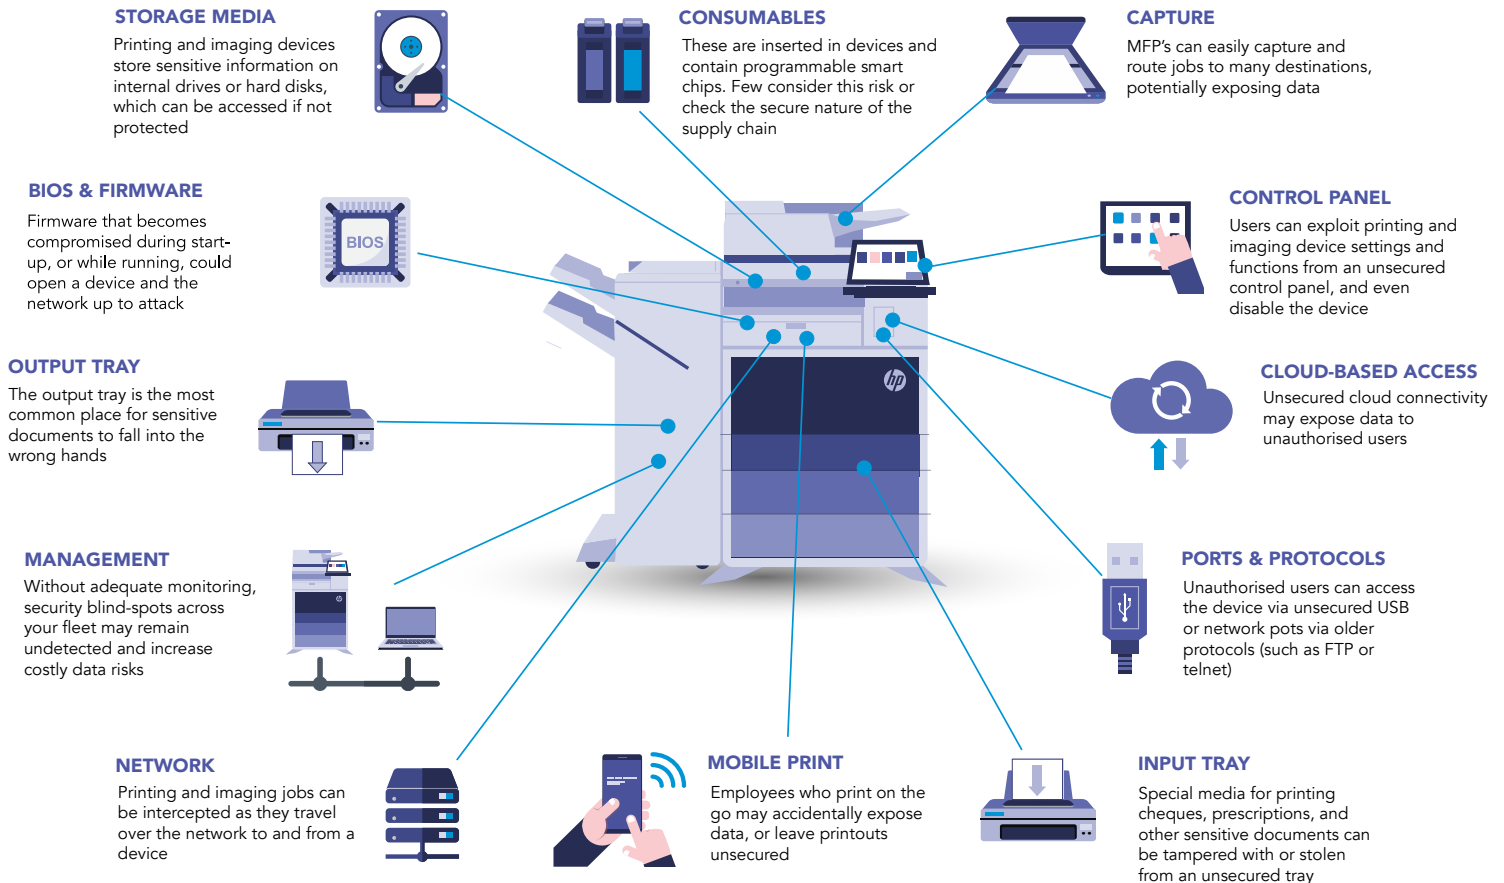 STORAGE MEDIA
Printing and imaging devices
store sensitive information on
internal drives or hard disks,
which can be accessed if not
protected
CONSUMABLES
These are inserted in devices and
contain programmable smart
chips. Few consider this risk or
check the secure nature of the
supply chain
CAPTURE
MFP's can easily capture and
route jobs to many destinations,
potentially exposing data
BIOS & FIRMWARE
Firmware that becomes
compromised during start-
up, or while running, could
open a device and the
network up to attack
BIOS
CONTROL PANEL
Users can exploit printing and
imaging device settings and
functions from an unsecured
control panel, and even
disable the device
OUTPUT TRAY
The output tray is the most
common place for sensitive
documents to fall into the
wrong hands
hp
CLOUD-BASED ACCESS
Unsecured cloud connectivity
may expose data to
unauthorised users
MANAGEMENT
Without adequate monitoring,
security blind-spots across
your fleet may remain
undetected and increase
costly data risks
hp
PORTS & PROTOCOLS
Unauthorised users can access
the device via unsecured USB
or network pots via older
protocols (such as FTP or
telnet)
NETWORK
Printing and imaging jobs can
be intercepted as they travel
over the network to and from a
device
MOBILE PRINT
Employees who print on the
go may accidentally expose
data, or leave printouts
unsecured
INPUT TRAY
Special media for printing
cheques, prescriptions, and
other sensitive documents can
be tampered with or stolen
from an unsecured tray